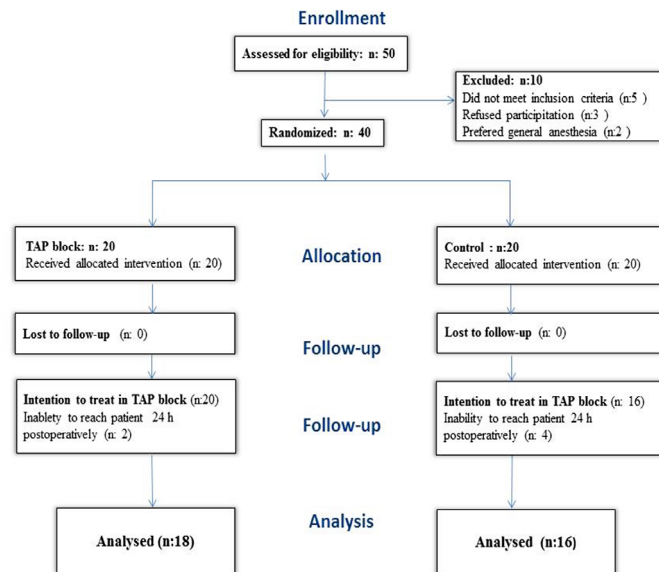 Enrollment
Assessed for eligibility: n: 50
Excluded: n:10
Did not meet inclusion criteria (n:5 )
Refused participitation (n:3 )
Prefered general anesthesia (n:2 )
Randomized: n: 40
TAP block: n: 20
Received allocated intervention (n: 20)
Allocation
Control : n:20
Received allocated intervention (n: 20)
Lost to follow-up (n: 0)
Follow-up
Lost to follow-up (n: 0)
Intention to treat in TAP block (n:20)
Inablety to reach patient 24 h
postoperatively (n: 2)
Follow-up
Intention to treat in TAP block (n: 16)
Inability to reach patient 24 h
postoperatively (n: 4)
Analysis
Analysed (n:18)
Analysed (n:16)